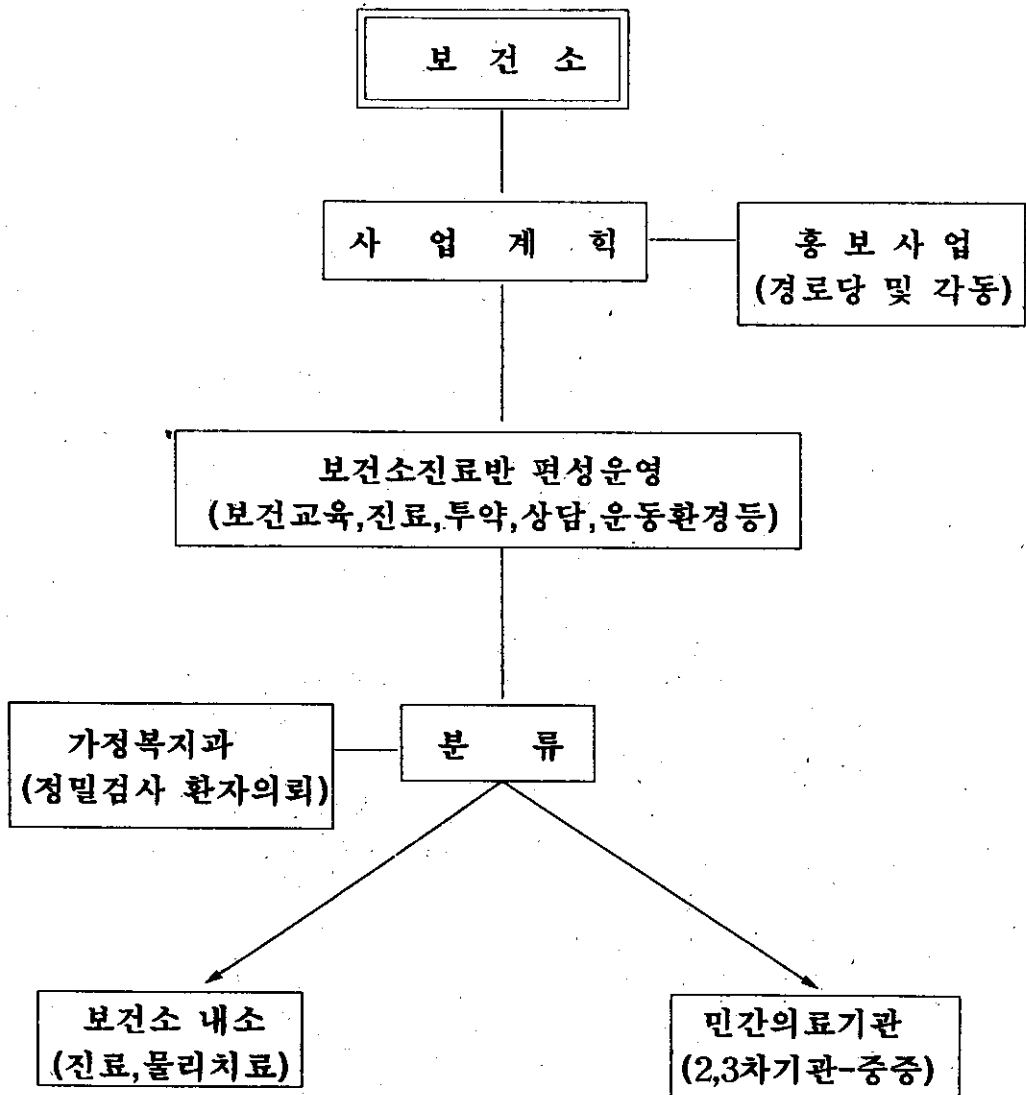 보 건 소
사 업 계 획
홍 보 사 업
(경로당 및 각동)
보건소진료반 편성운영
(보건교육,진료,투약,상담,운동환경등)
가정복지과
(정밀검사 환자의뢰)
분 류
보건소 내소
(진료,물리치료)
민간의료기관
(2,3차기관-중증)